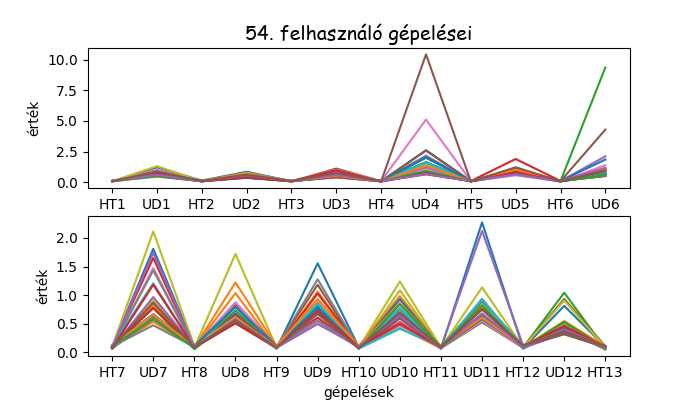 54. felhasználó gépelései
10.0
7.5
5.0
2.5
0.0
érték
HT1 UD1 HT2 UD2 HT3 UD3 HT4 UD4 HT5 UD5 HT6 UD6
2.0
1.5
1.0
0.5
0.0
érték
HT7 UD7 HT8 UD8 HT9 UD9 HT10 UD10 HT11 UD11 HT12 UD12 HT13
gépelések